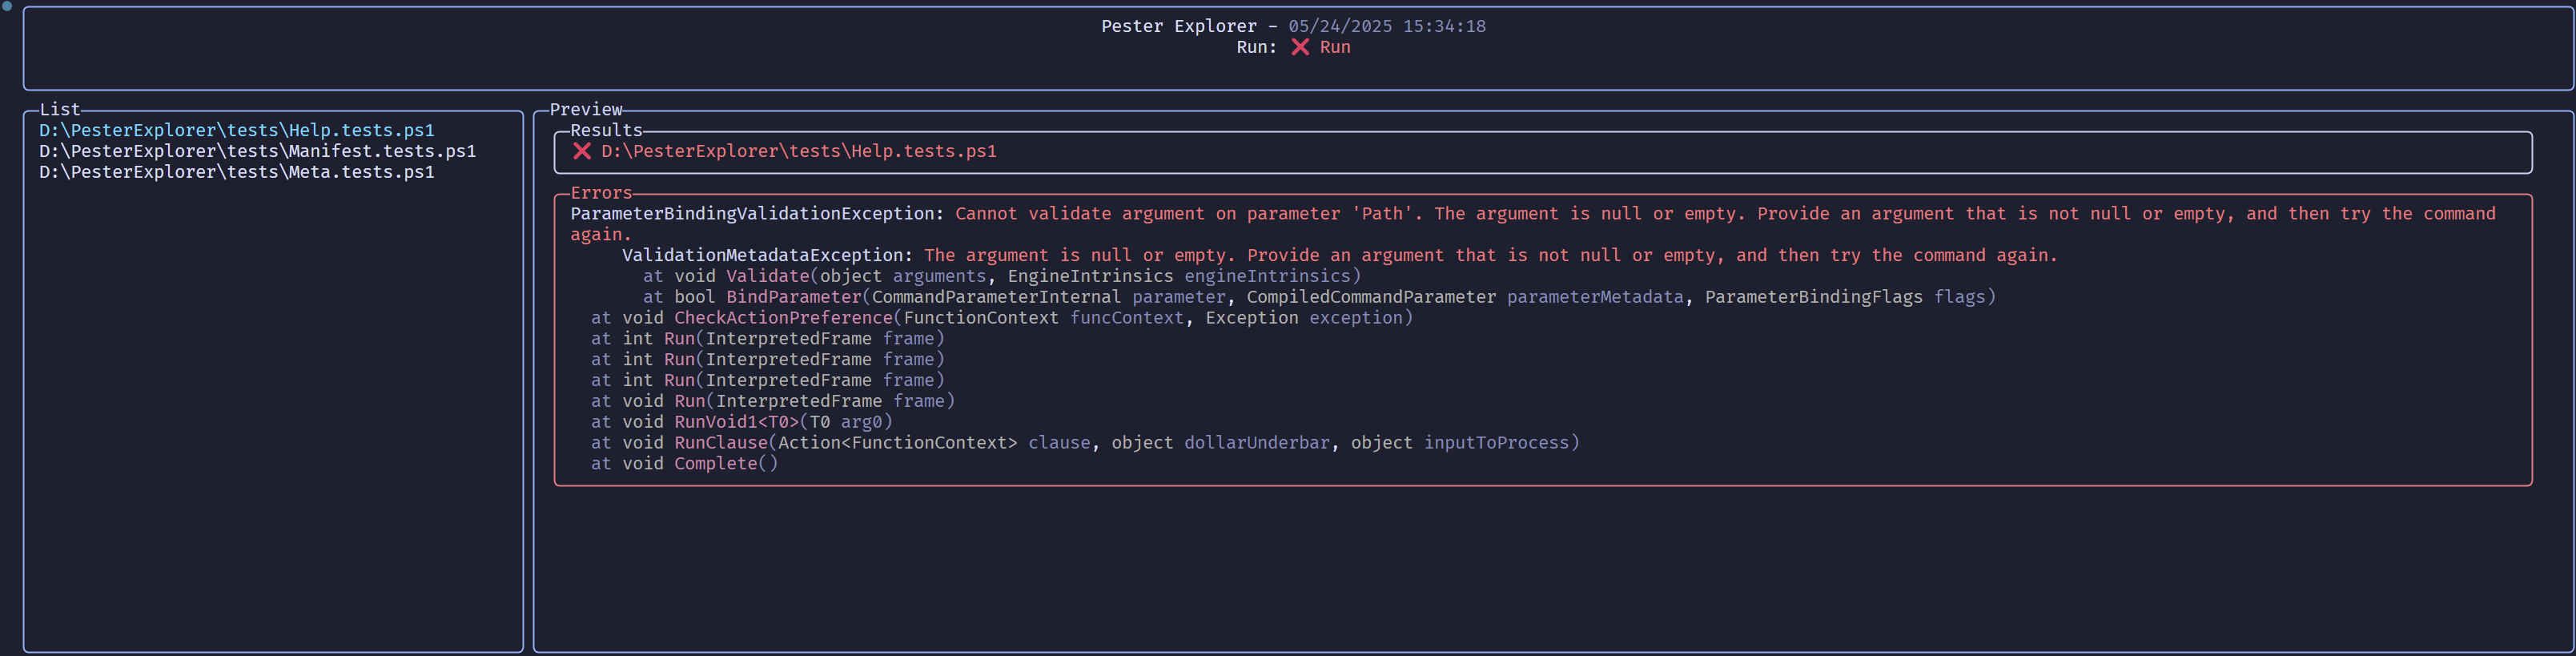 Pester Explorer - 05/24/2025 15:34:18
Run: ❌ Run
List
D:\PesterExplorer\tests\Help.tests.ps1
D:\PesterExplorer\tests\Manifest.tests.ps1
D:\PesterExplorer\tests\Meta.tests.ps1
Preview
Results
❌ D:\PesterExplorer\tests\Help.tests.ps1
Errors
ParameterBindingValidationException: Cannot validate argument on parameter 'Path'. The argument is null or empty. Provide an argument that is not null or empty, and then try the command
again.
ValidationMetadataException: The argument is null or empty. Provide an argument that is not null or empty, and then try the command again.
at void Validate(object arguments, EngineIntrinsics engineIntrinsics)
at bool BindParameter(CommandParameterInternal parameter, CompiledCommandParameter parameterMetadata, ParameterBindingFlags flags)
at void CheckActionPreference(FunctionContext funcContext, Exception exception)
at int Run(InterpretedFrame frame)
at int Run(InterpretedFrame frame)
at int Run(InterpretedFrame frame)
at void Run(InterpretedFrame frame)
at void RunVoid1<T0>(T0 arg0)
at void RunClause(Action<FunctionContext> clause, object dollarUnderbar, object inputToProcess)
at void Complete()